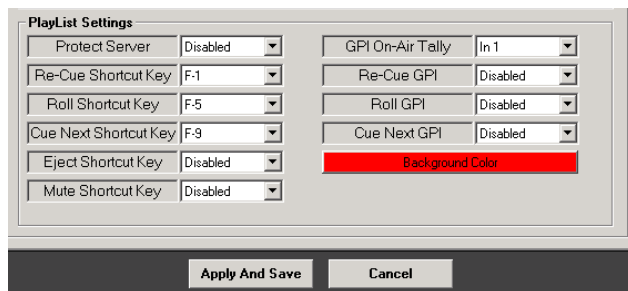 PlayList Settings
Protect Server Disabled GPI On-Air Tally In 1
Re-Cue Shortcut Key F-1 Re-Cue GPI Disabled
Roll Shortcut Key F-5 Roll GPI Disabled
Cue Next Shortcut Key F-9 Cue Next GPI Disabled
Eject Shortcut Key Disabled Background Color
Mute Shortcut Key Disabled
Apply And Save Cancel